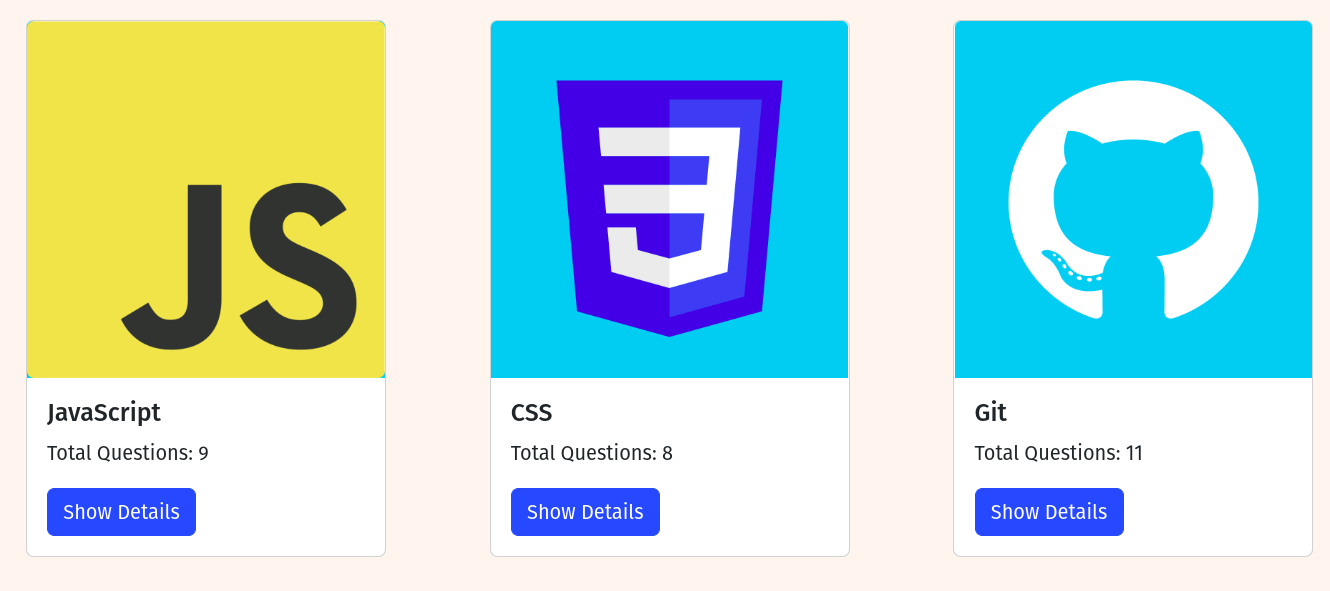 JS
JavaScript
Total Questions: 9
Show Details
3
CSS
Total Questions: 8
Show Details
Git
Total Questions: 11
Show Details